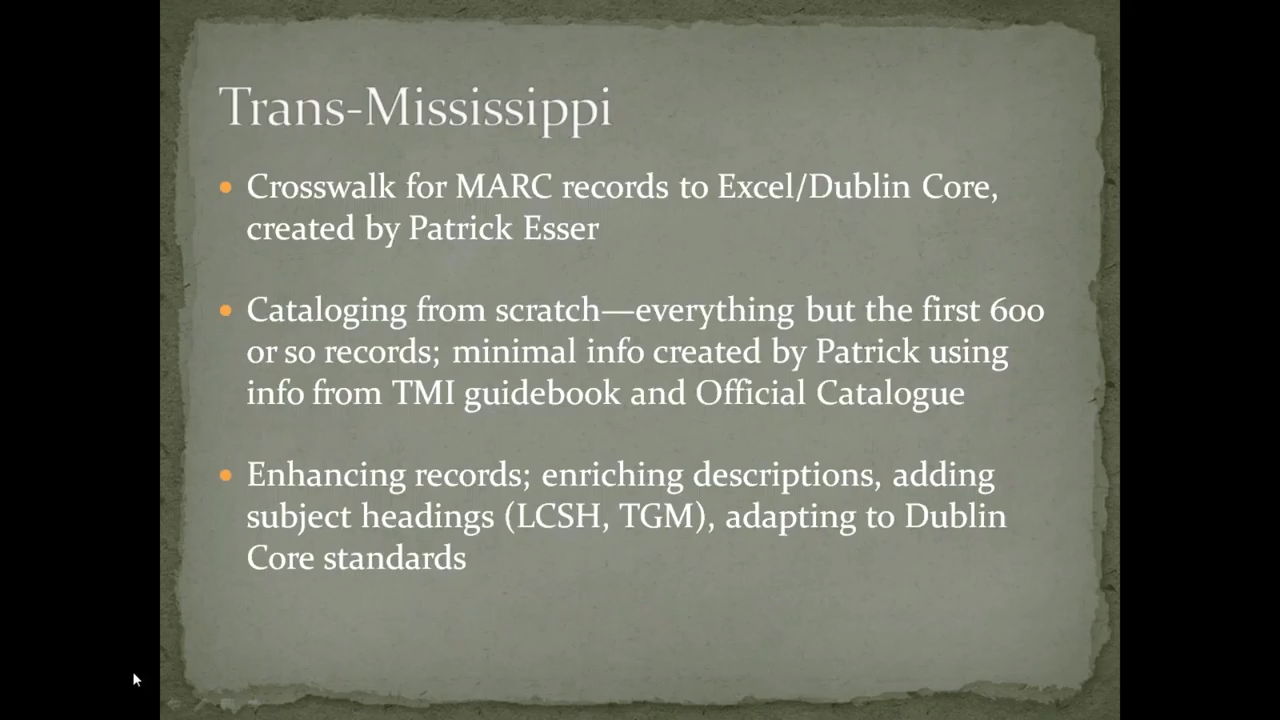 Trans-Mississippi
• Crosswalk for MARC records to Excel/Dublin Core,
created by Patrick Esser
• Cataloging from scratch—everything but the first 600
or so records; minimal info created by Patrick using
info from TMI guidebook and Official Catalogue
• Enhancing records; enriching descriptions, adding
subject headings (LCSH, TGM), adapting to Dublin
Core standards